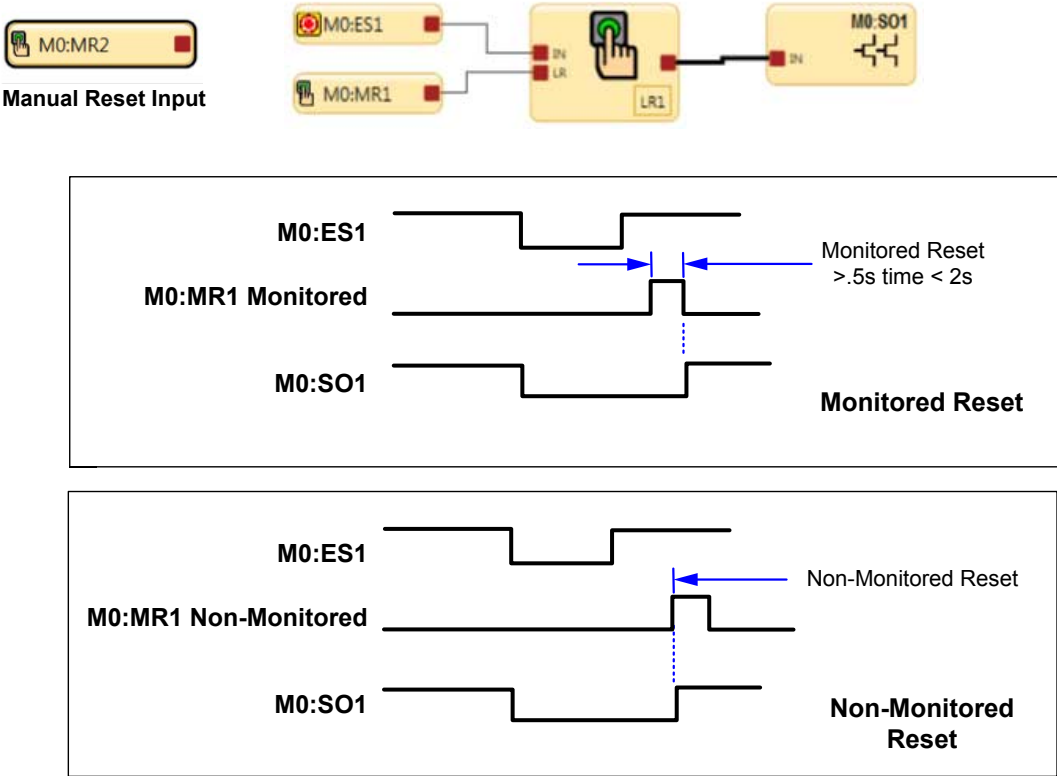 M0:MR2
Manual Reset Input
M0:ES1
M0:MR1
IN
LR
LR1
M0:SO1
IN
M0:ES1
Monitored Reset
>.5s time < 2s
M0:MR1 Monitored
M0:SO1
Monitored Reset
M0:ES1
Non-Monitored Reset
M0:MR1 Non-Monitored
M0:SO1
Non-Monitored
Reset